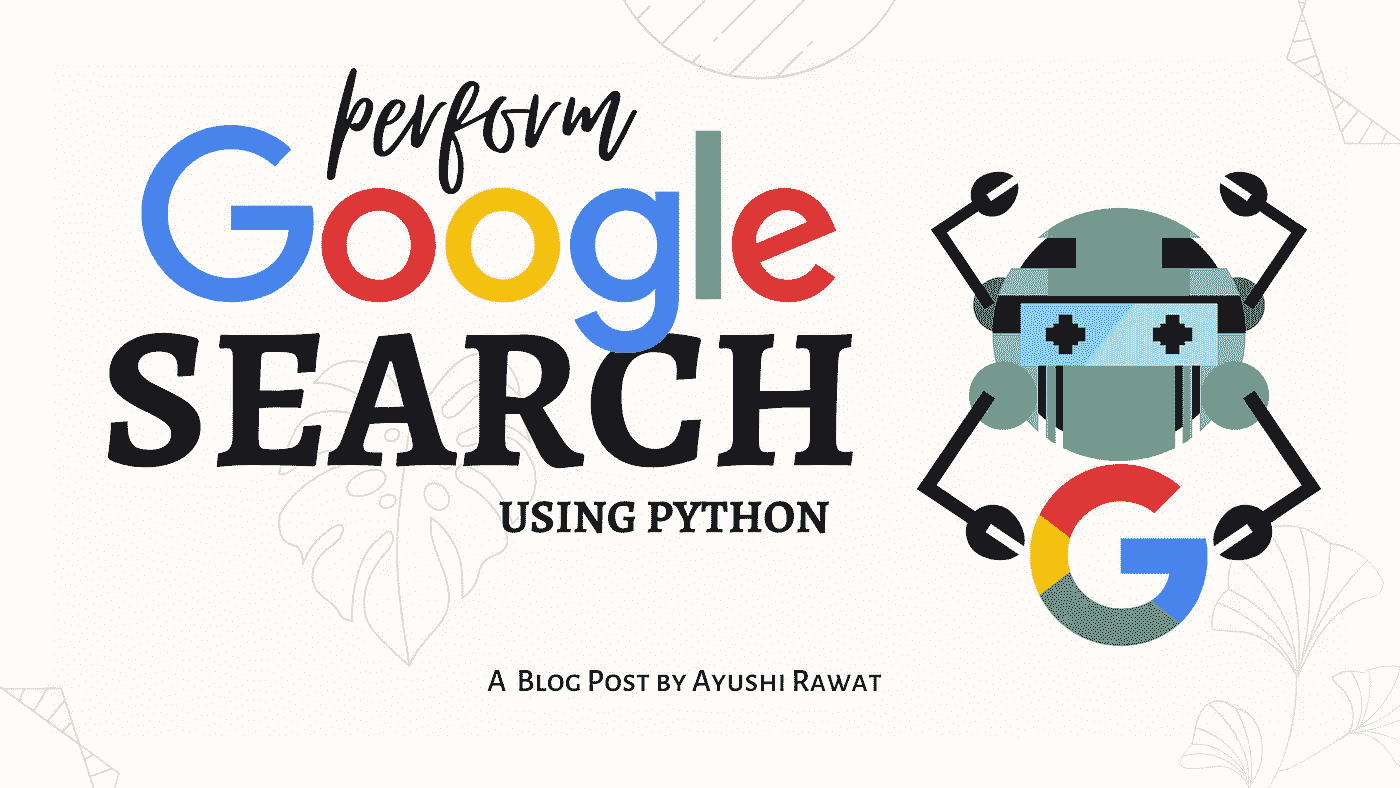 perform
Google
SEARCH
USING PYTHON
G
A BLOG POST BY AYUSHI RAWAT